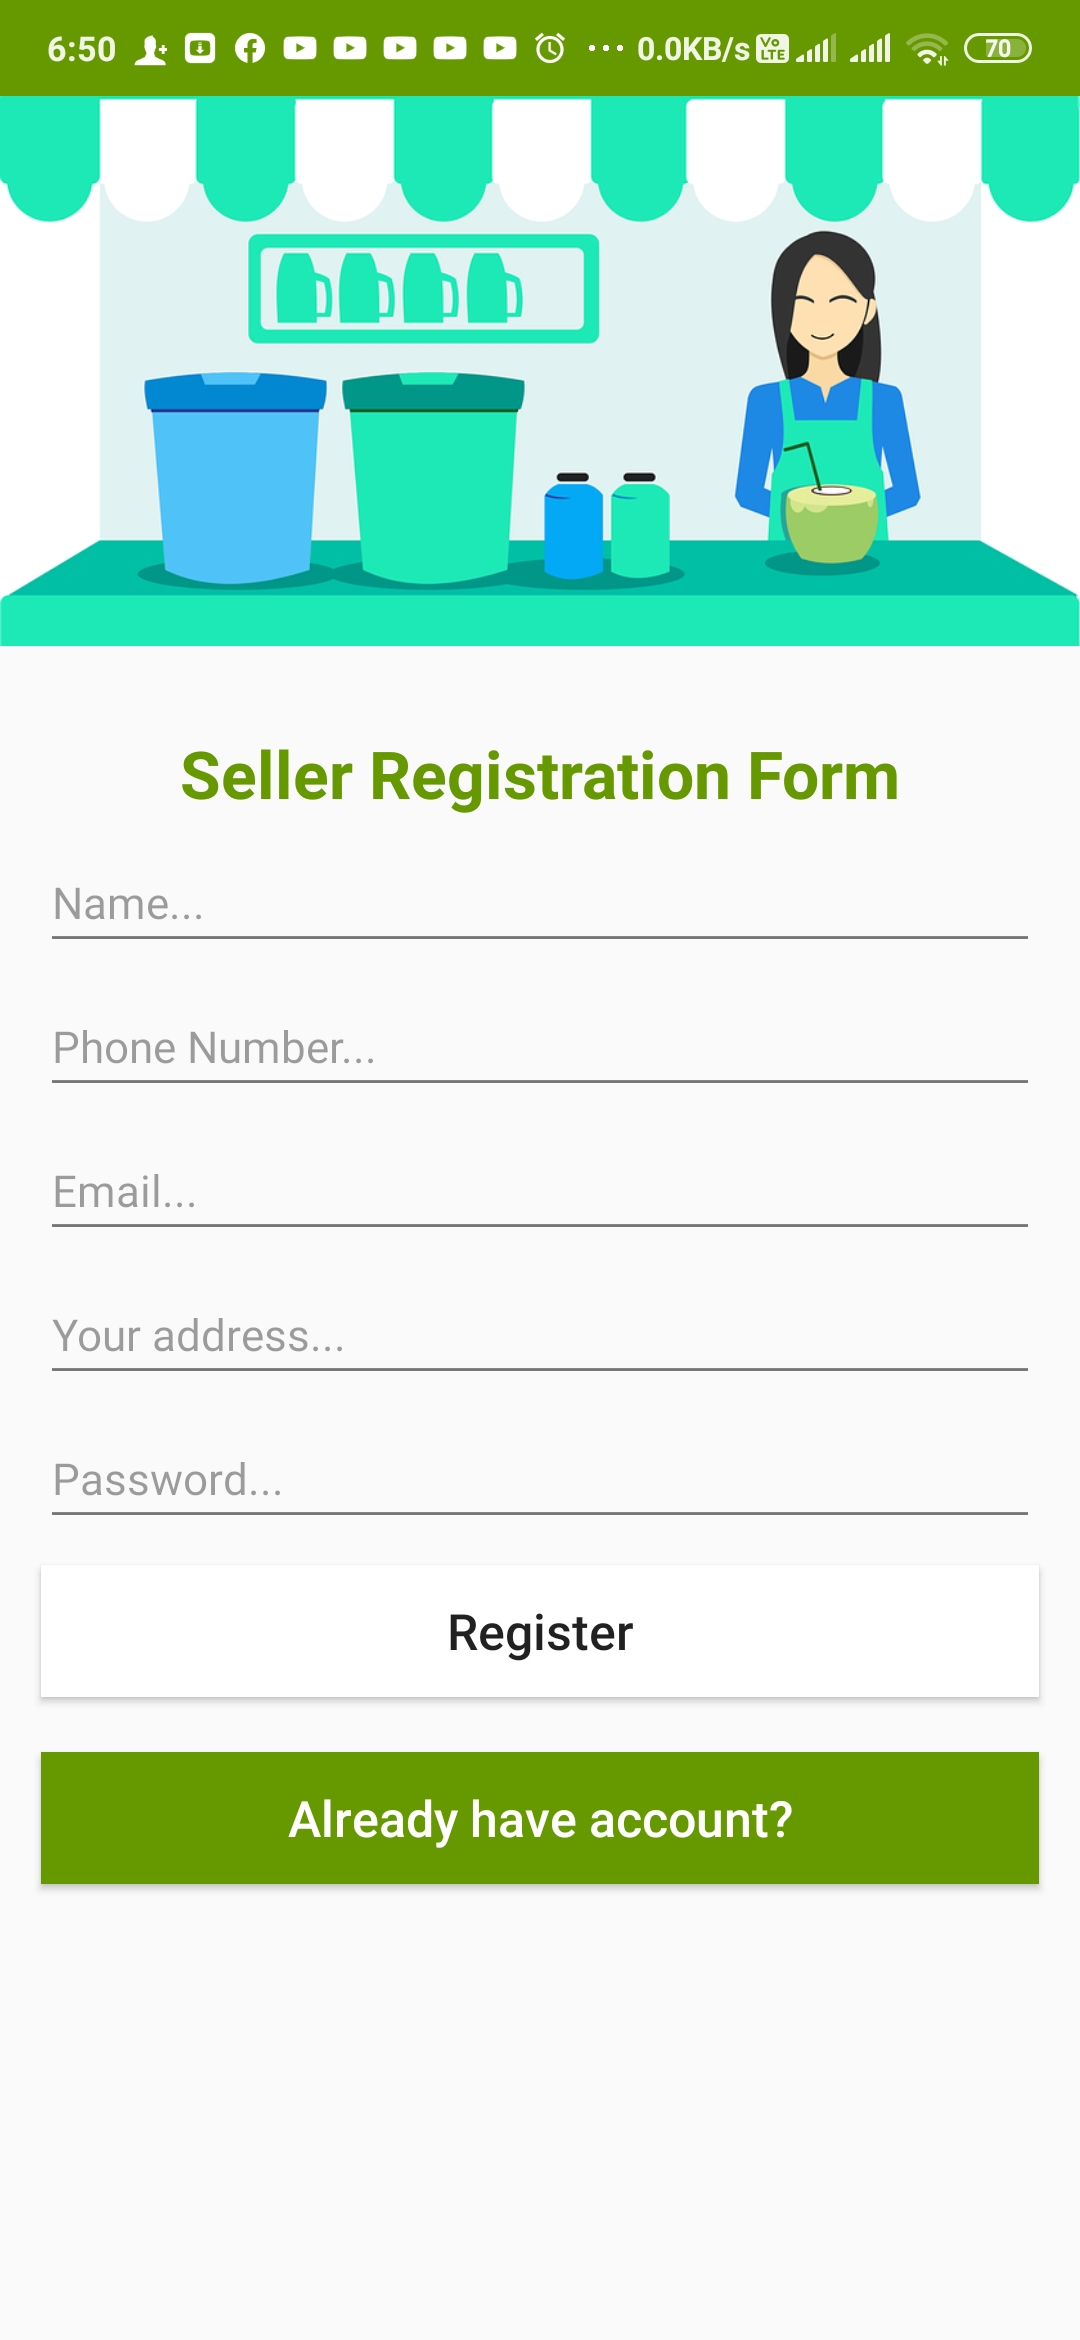 6:50 0.0KB/s Vo LTE 70
Seller Registration Form
Name...
Phone Number...
Email...
Your address...
Password...
Register
Already have account?